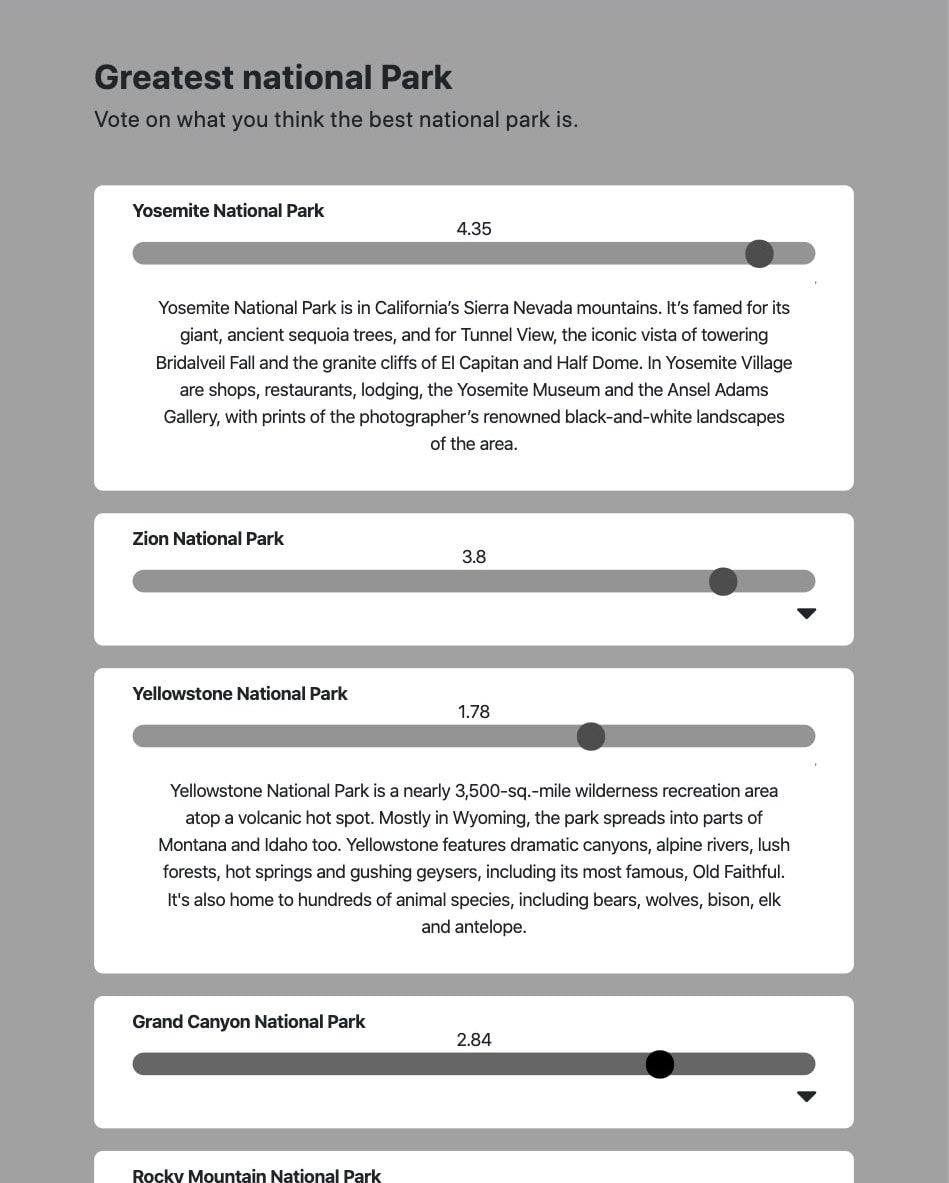 Greatest national Park
Vote on what you think the best national park is.
Yosemite National Park
4.35
Yosemite National Park is in California’s Sierra Nevada mountains. It’s famed for its
giant, ancient sequoia trees, and for Tunnel View, the iconic vista of towering
Bridalveil Fall and the granite cliffs of El Capitan and Half Dome. In Yosemite Village
are shops, restaurants, lodging, the Yosemite Museum and the Ansel Adams
Gallery, with prints of the photographer’s renowned black-and-white landscapes
of the area.
Zion National Park
3.8
Yellowstone National Park
1.78
Yellowstone National Park is a nearly 3,500-sq.-mile wilderness recreation area
atop a volcanic hot spot. Mostly in Wyoming, the park spreads into parts of
Montana and Idaho too. Yellowstone features dramatic canyons, alpine rivers, lush
forests, hot springs and gushing geysers, including its most famous, Old Faithful.
It's also home to hundreds of animal species, including bears, wolves, bison, elk
and antelope.
Grand Canyon National Park
2.84
Rocky Mountain National Park